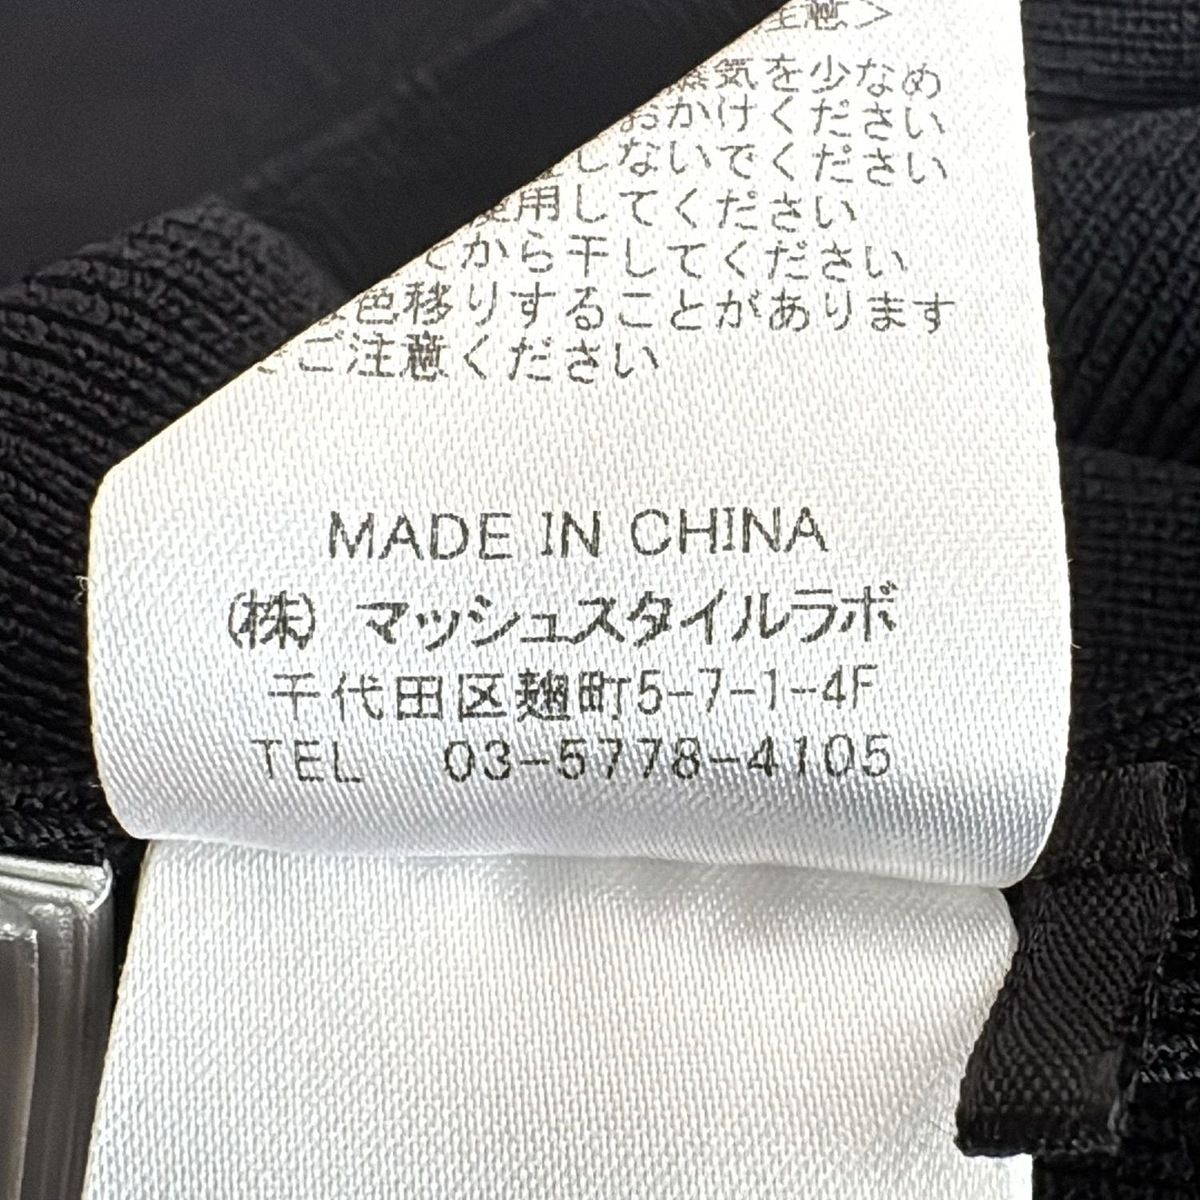 注意＞
蒸気を少なめ
おかけください
しないでください
使用してください
てから干してください
色移りすることがあります
ご注意ください
MADE IN CHINA
(株) マッシュスタイルラボ
千代田区麹町5-7-1-4F
TEL 03-5778-4105